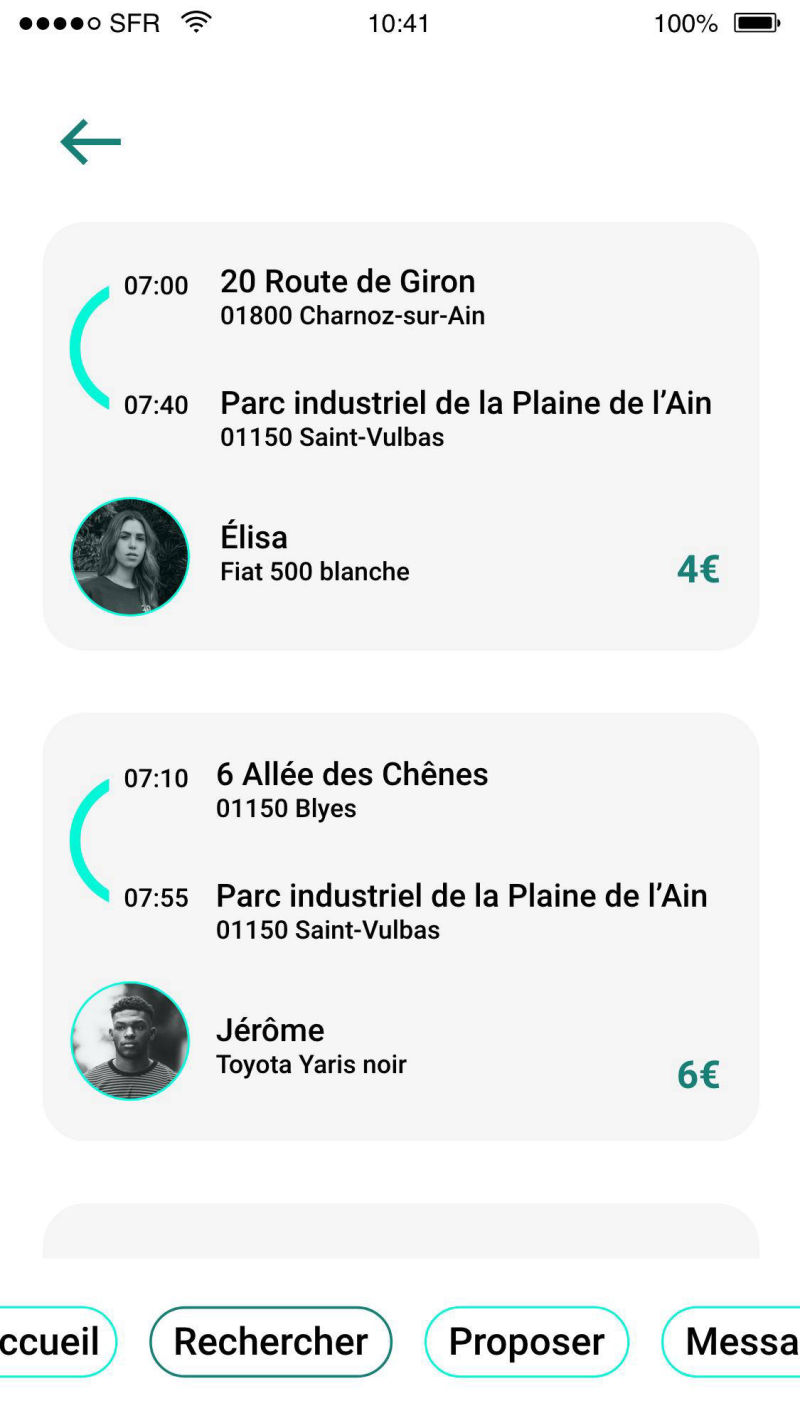 SFR 10:41 100%
07:00 20 Route de Giron
01800 Charnoz-sur-Ain
07:40 Parc industriel de la Plaine de l’Ain
01150 Saint-Vulbas
Élisa
Fiat 500 blanche
4€
07:10 6 Allée des Chênes
01150 Blyes
07:55 Parc industriel de la Plaine de l’Ain
01150 Saint-Vulbas
Jérôme
Toyota Yaris noir
6€
ccueil Rechercher Proposer Messa